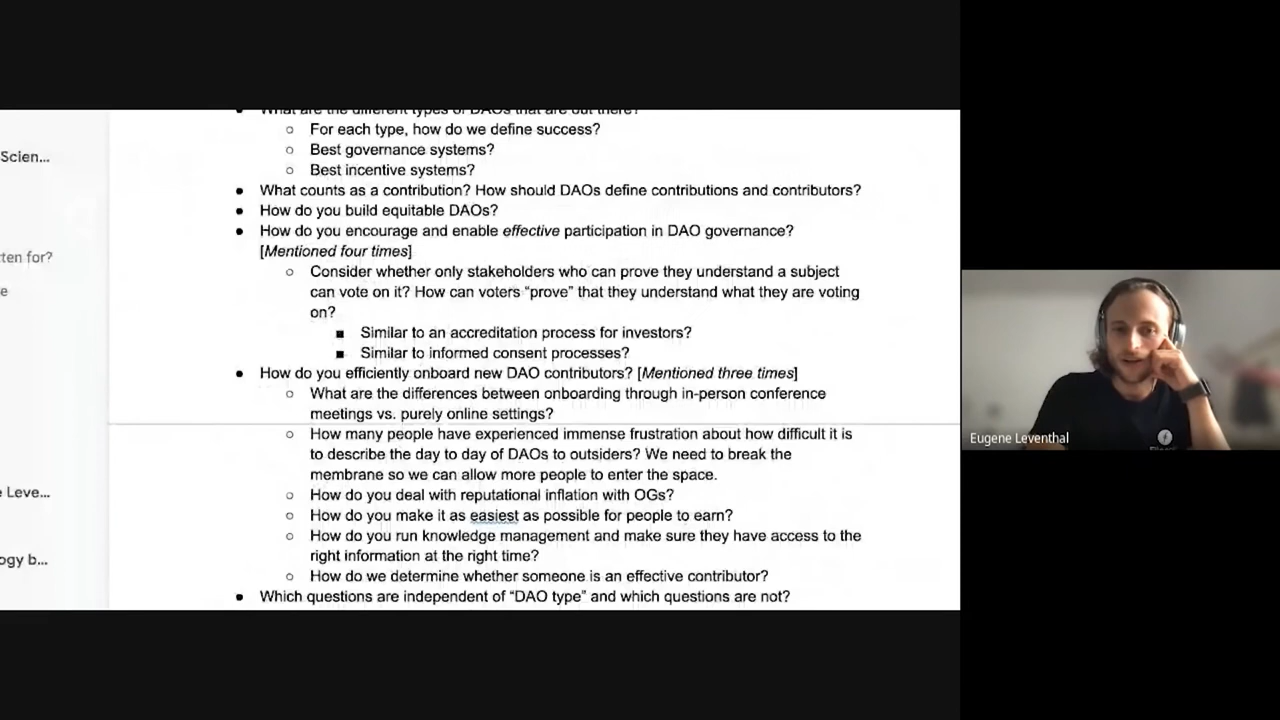 What are the different types of DAOs that are out there?
○ For each type, how do we define success?
Scien...
○ Best governance systems?
○ Best incentive systems?
● What counts as a contribution? How should DAOs define contributions and contributors?
● How do you build equitable DAOs?
● How do you encourage and enable effective participation in DAO governance?
[Mentioned four times]
ten for?
○ Consider whether only stakeholders who can prove they understand a subject
can vote on it? How can voters “prove” that they understand what they are voting
e
on?
■ Similar to an accreditation process for investors?
■ Similar to informed consent processes?
● How do you efficiently onboard new DAO contributors? [Mentioned three times]
○ What are the differences between onboarding through in-person conference
meetings vs. purely online settings?
○ How many people have experienced immense frustration about how difficult it is
to describe the day to day of DAOs to outsiders? We need to break the
membrane so we can allow more people to enter the space.
○ How do you deal with reputational inflation with OGs?
Leve...
○ How do you make it as easiest as possible for people to earn?
○ How do you run knowledge management and make sure they have access to the
right information at the right time?
ogy b...
○ How do we determine whether someone is an effective contributor?
● Which questions are independent of “DAO type” and which questions are not?
Eugene Leventhal